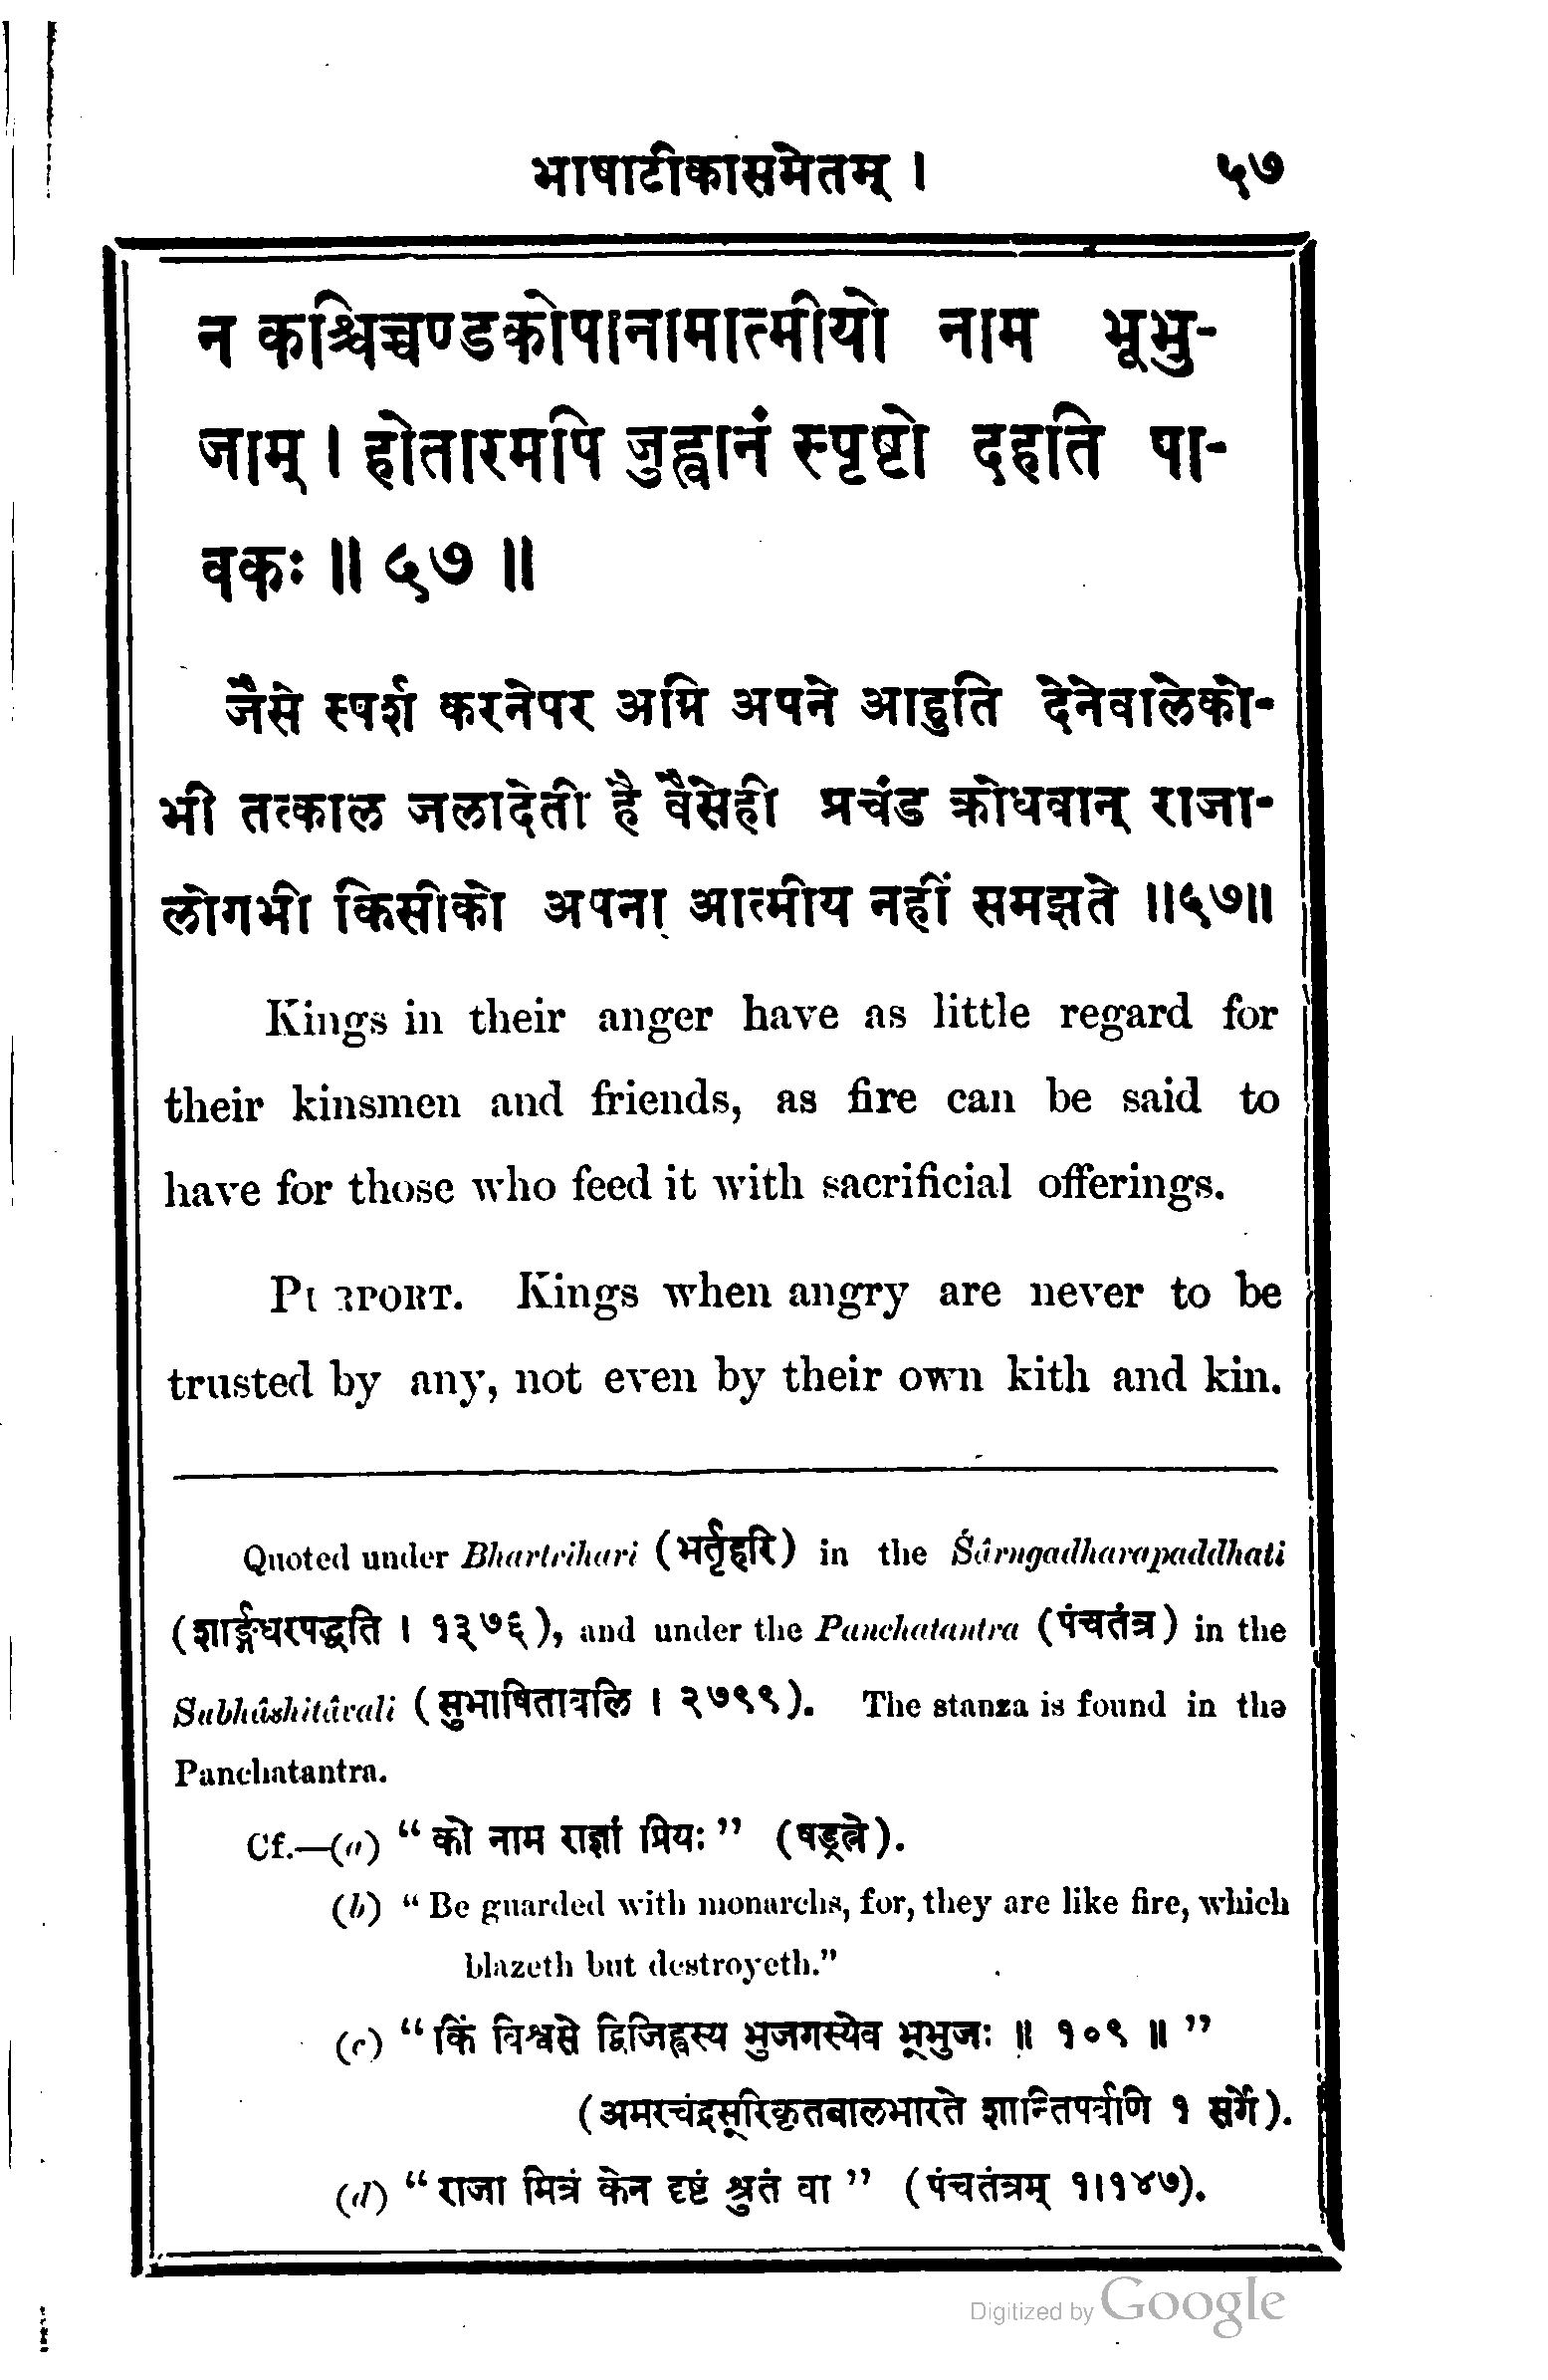 भाषाटीकासमेतम् । ५७
न कश्चिच्चण्डकोपानामात्मीयो नाम भूभु-
जाम् । होतारमपि जुह्वानं स्पृष्टो दहति पा-
वकः ॥ ५७ ॥
जैसे स्पर्श करनेपर अग्नि अपने आहुति देनेवालेको-
भी तत्काल जलादेती है वैसेही प्रचंड क्रोधवान् राजा-
लोगभी किसीको अपना आत्मीय नहीं समझते ॥५७॥
Kings in their anger have as little regard for
their kinsmen and friends, as fire can be said to
have for those who feed it with sacrificial offerings.
PURPORT. Kings when angry are never to be
trusted by any, not even by their own kith and kin.
Quoted under Bhartrihari (भर्तृहरि) in the Śârngadharapaddhati
(शार्ङ्गधरपद्धति । १३७६), and under the Panchatantra (पंचतंत्र) in the
Subhâshitâvali (सुभाषितावलि । २७९९). The stanza is found in the
Panchatantra.
Cf.—(a) “को नाम राज्ञां प्रियः” (षड्रत्ने).
(b) “Be guarded with monarchs, for, they are like fire, which
blazeth but destroyeth.”
(c) “किं विश्वसे द्विजिह्वस्य भुजगस्येव भूभुजः ॥ १०९ ॥”
(अमरचंद्रसूरिकृतबालभारते शान्तिपर्वणि १ सर्गे).
(d) “राजा मित्रं केन दृष्टं श्रुतं वा” (पंचतंत्रम् १।१४७).
Digitized by Google